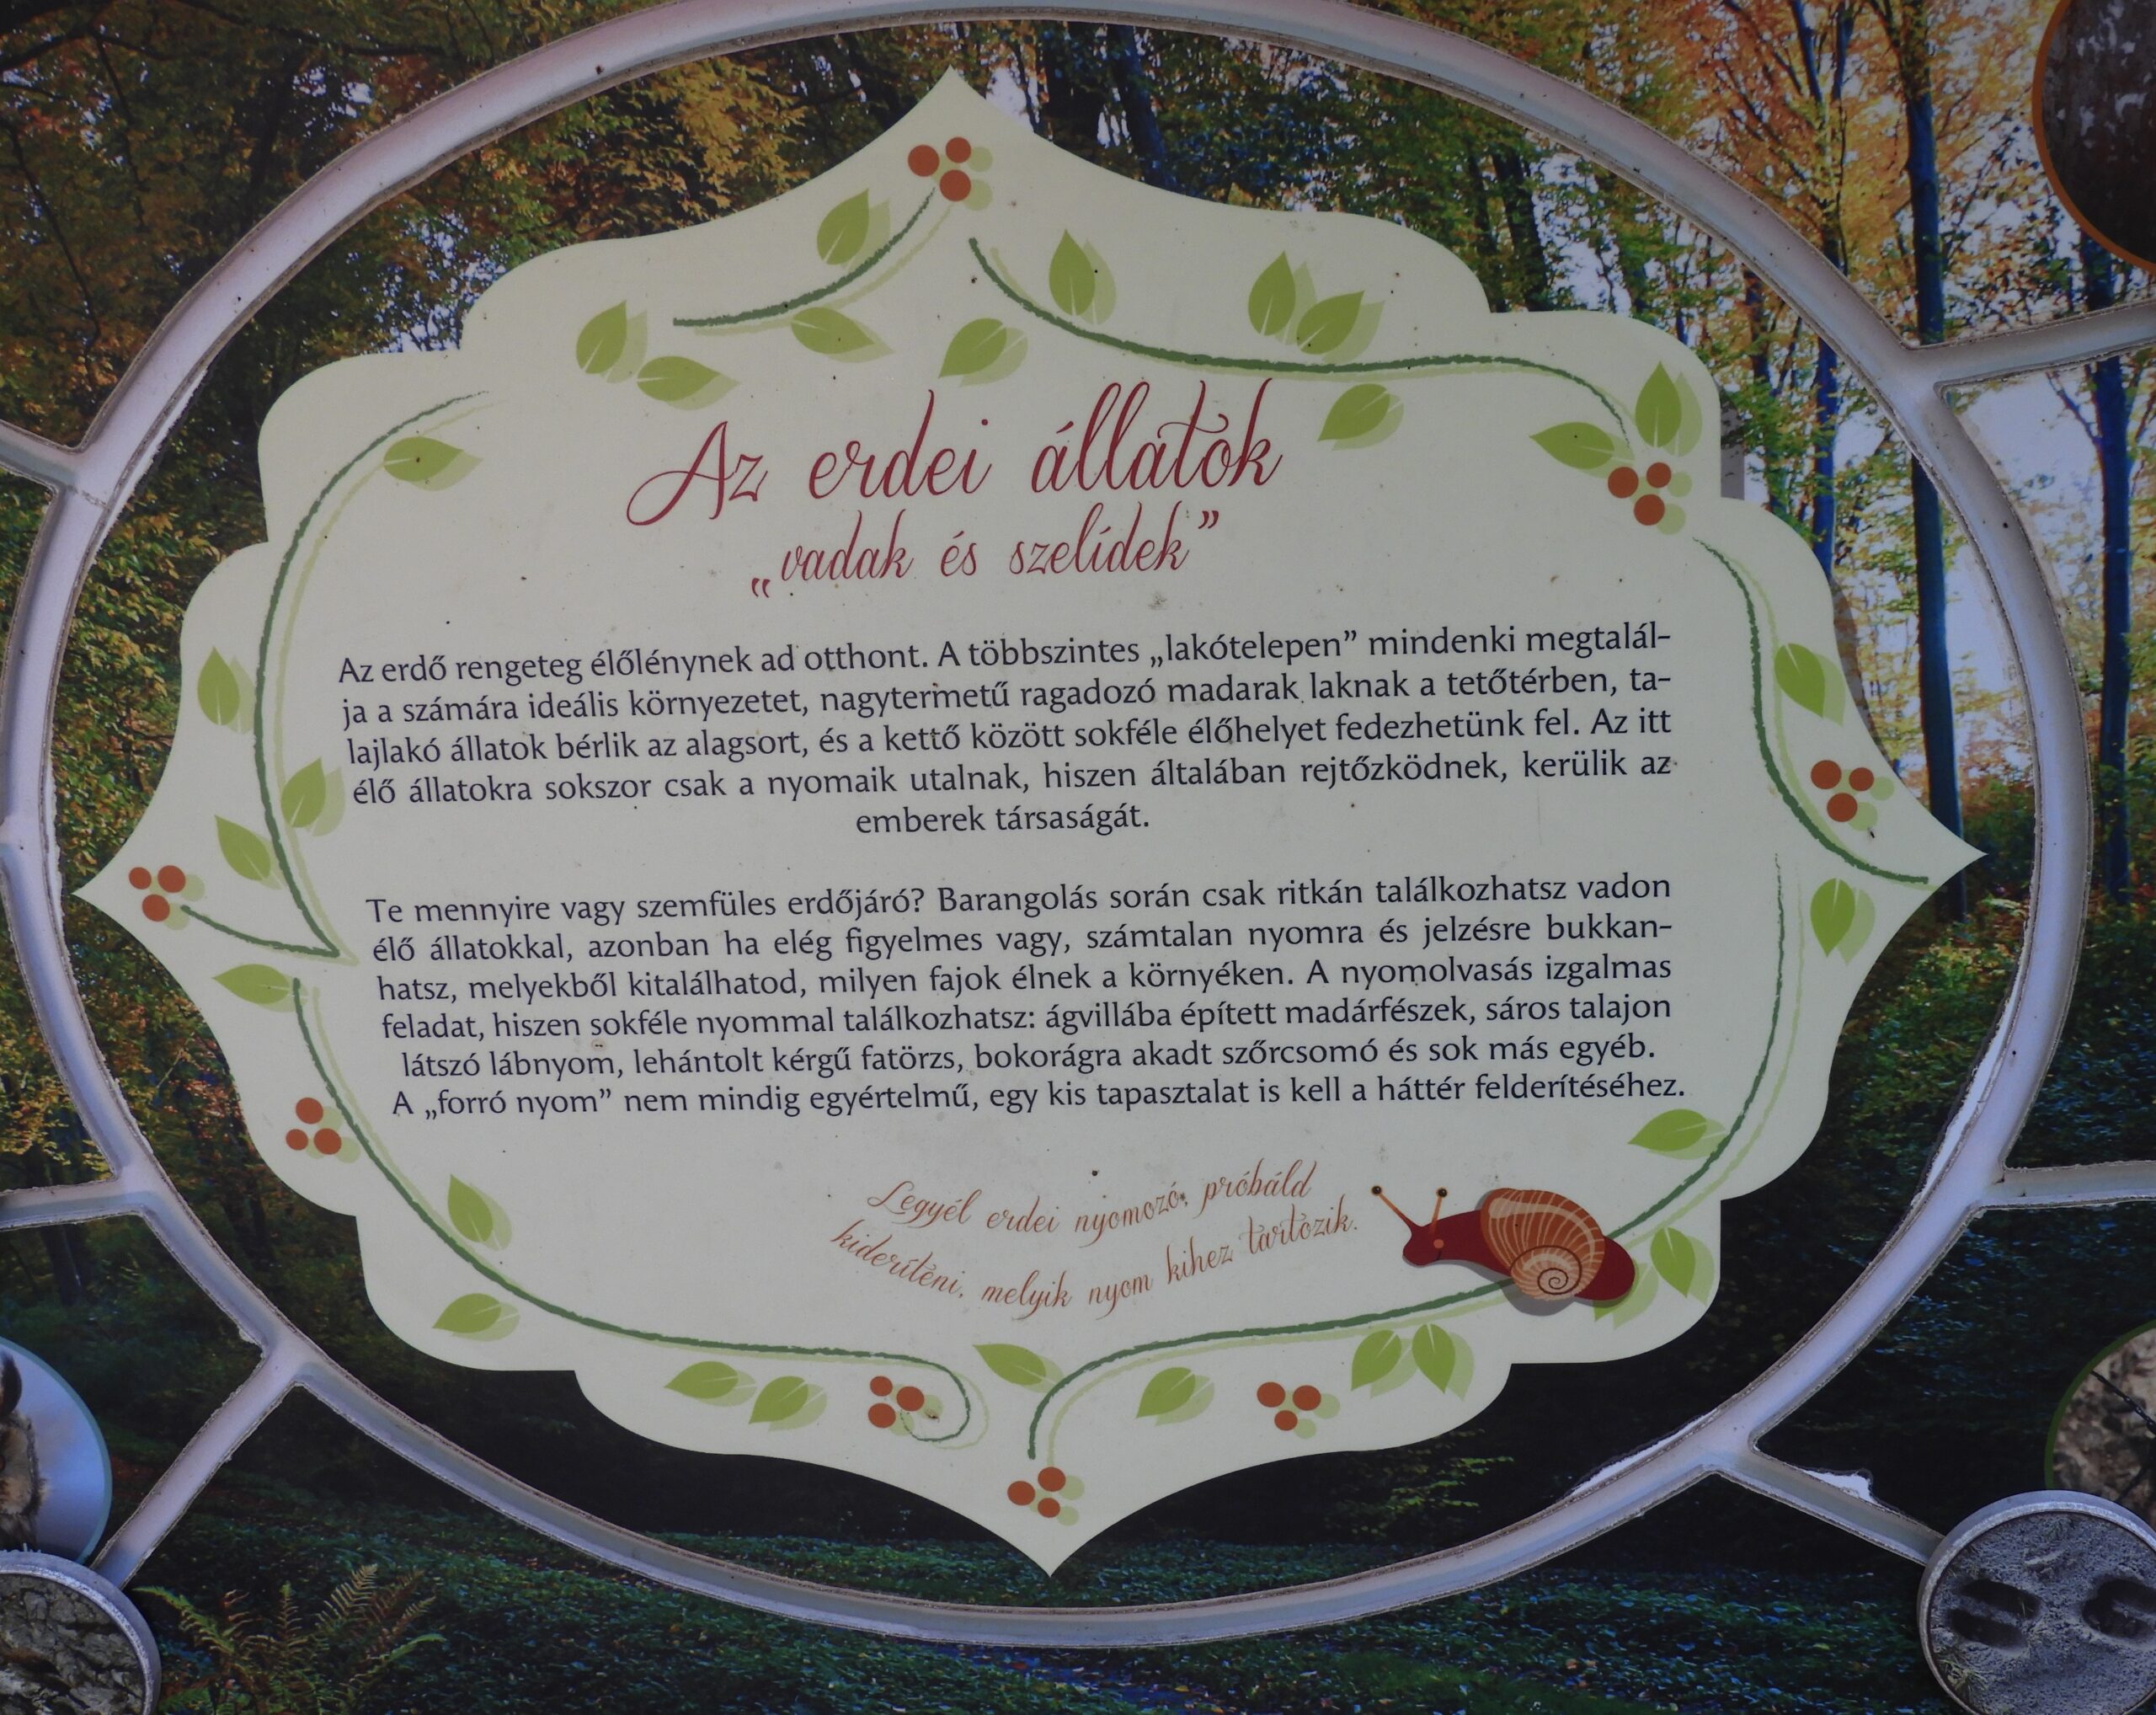 Az erdei állatok
„vadak és szelídek”
Az erdő rengeteg élőlénynek ad otthont. A többszintes „lakótelepen” mindenki megtalál-
ja a számára ideális környezetet, nagytermetű ragadozó madarak laknak a tetőtérben, ta-
lajlakó állatok bérlik az alagsort, és a kettő között sokféle élőhelyet fedezhetünk fel. Az itt
élő állatokra sokszor csak a nyomaik utalnak, hiszen általában rejtőzködnek, kerülik az
emberek társaságát.
Te mennyire vagy szemfüles erdőjáró? Barangolás során csak ritkán találkozhatsz vadon
élő állatokkal, azonban ha elég figyelmes vagy, számtalan nyomra és jelzésre bukkan-
hatsz, melyekből kitalálhatod, milyen fajok élnek a környéken. A nyomolvasás izgalmas
feladat, hiszen sokféle nyommal találkozhatsz: ágvillába épített madárfészek, sáros talajon
látszó lábnyom, lehántolt kérgű fatörzs, bokorágra akadt szőrcsomó és sok más egyéb.
A „forró nyom” nem mindig egyértelmű, egy kis tapasztalat is kell a háttér felderítéséhez.
Legyél erdei nyomozó, próbáld
kideríteni, melyik nyom kihez tartozik.